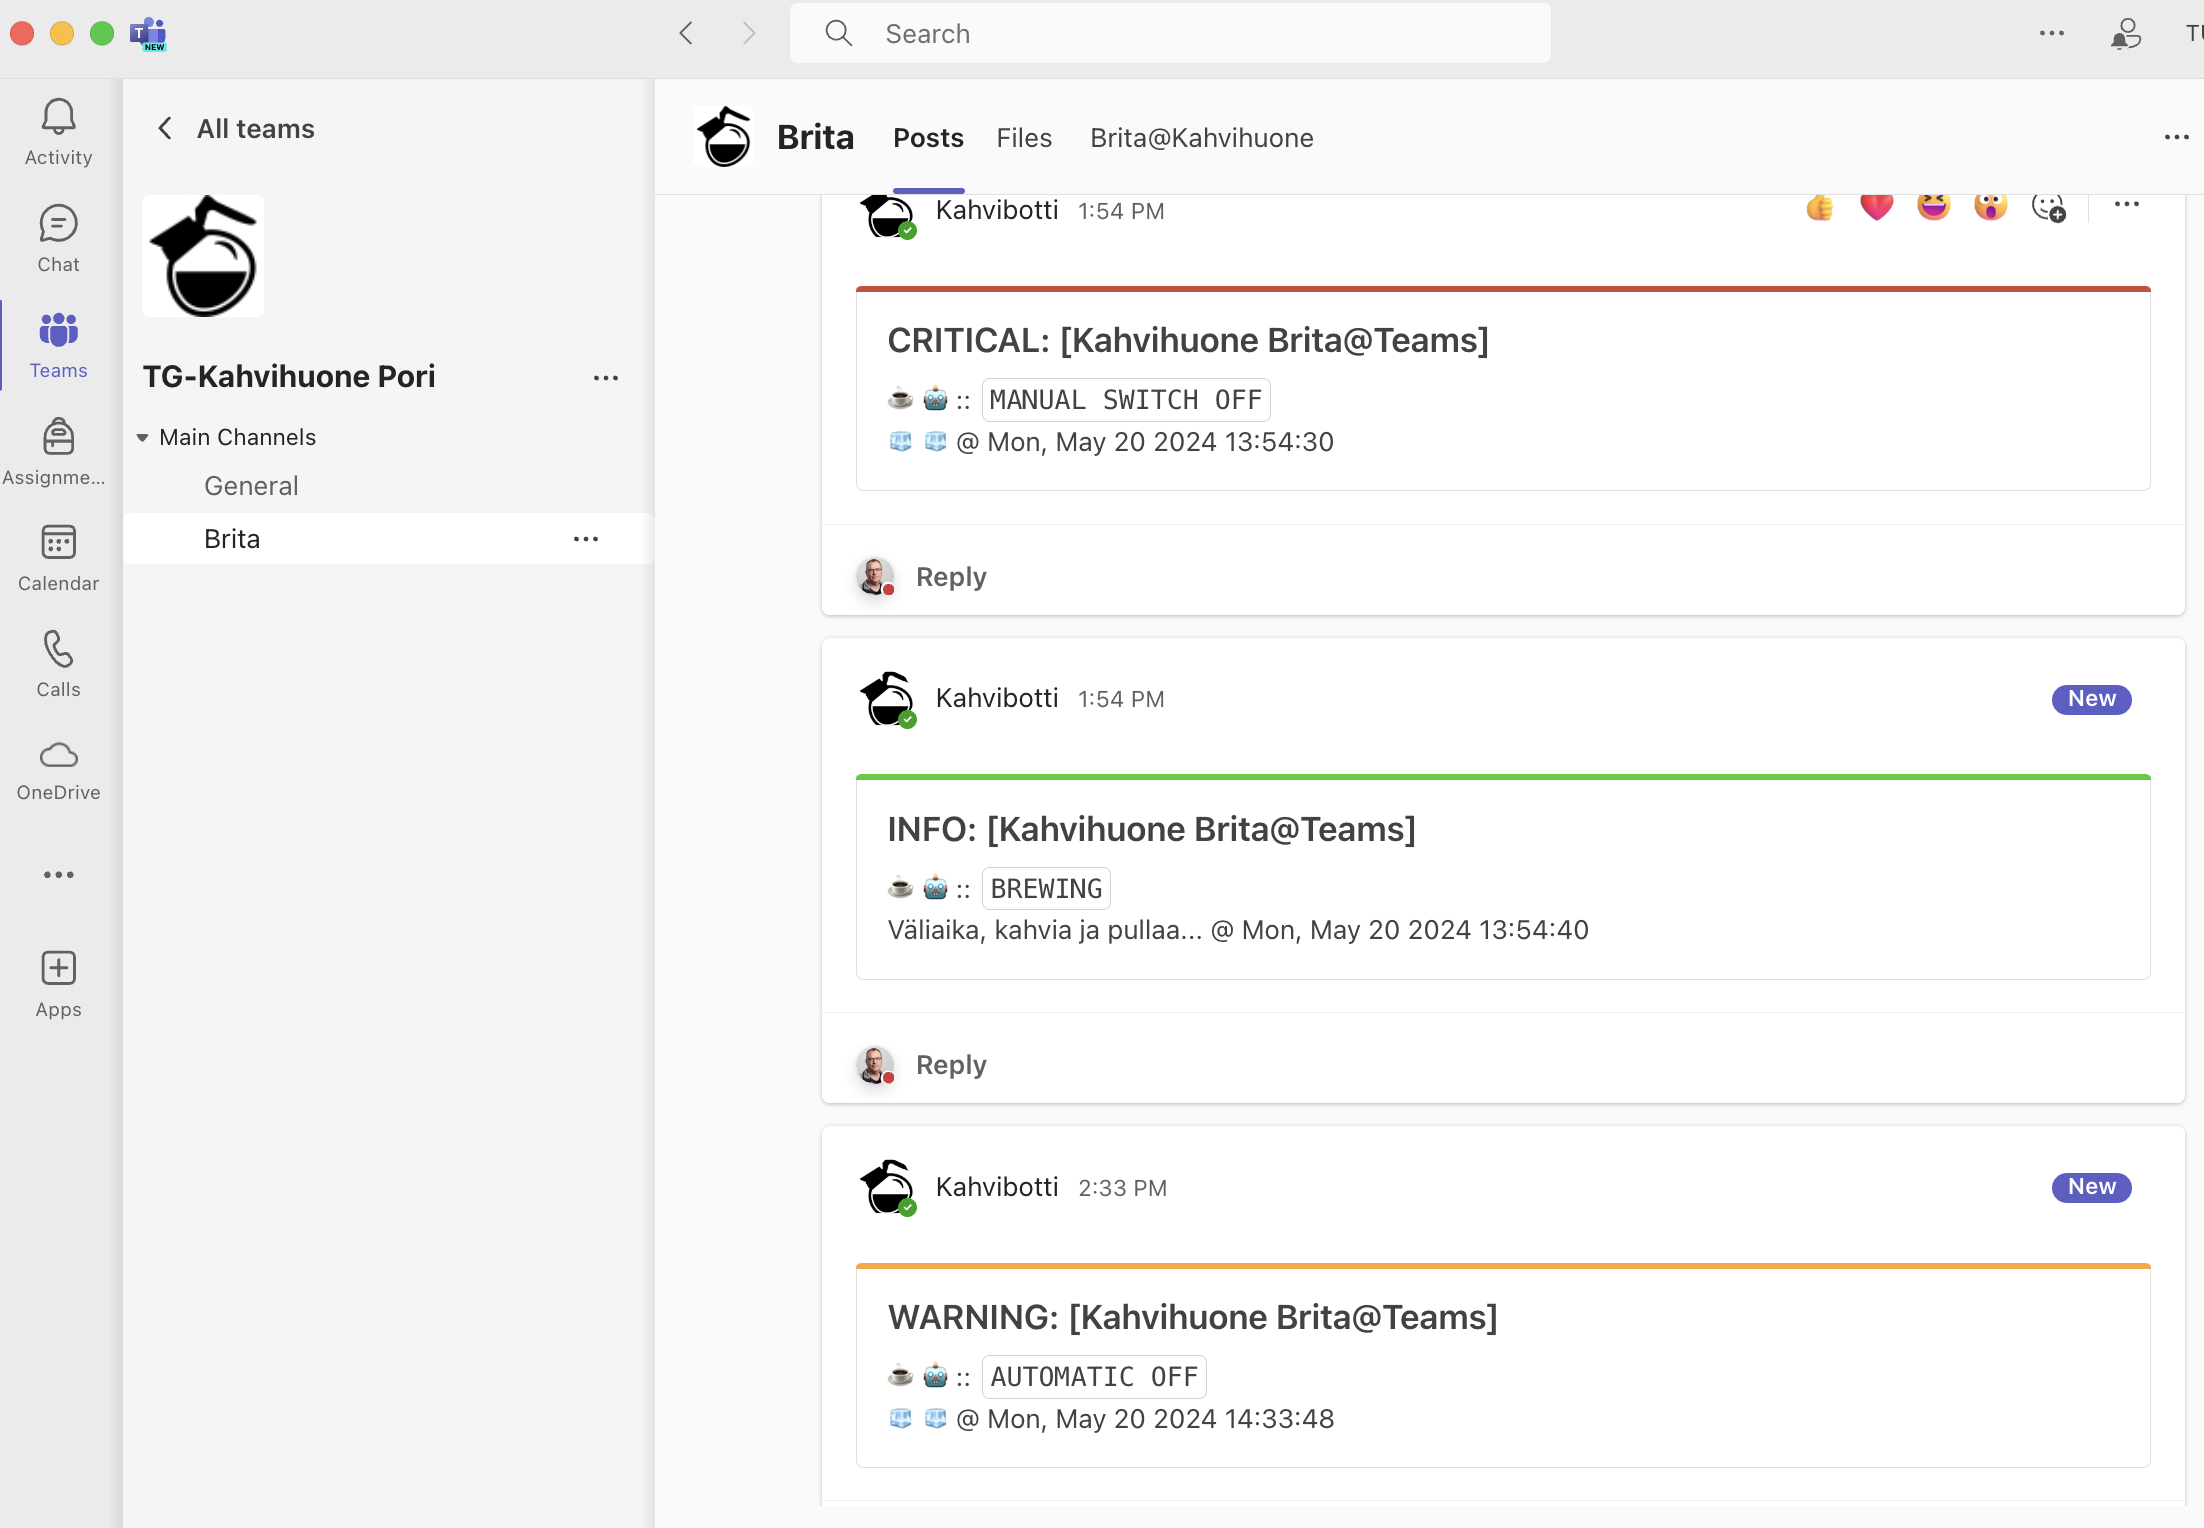 T
NEW
Search
TU
Activity
Chat
Teams
Assignme...
Calendar
Calls
OneDrive
Apps
All teams
TG-Kahvihuone Pori
Main Channels
General
Brita
Brita
Posts
Files
Brita@Kahvihuone
Kahvibotti 1:54 PM
CRITICAL: [Kahvihuone Brita@Teams]
☕ 🤖 :: MANUAL SWITCH OFF
🧊 🧊 @ Mon, May 20 2024 13:54:30
Reply
Kahvibotti 1:54 PM
New
INFO: [Kahvihuone Brita@Teams]
☕ 🤖 :: BREWING
Väliaika, kahvia ja pullaa... @ Mon, May 20 2024 13:54:40
Reply
Kahvibotti 2:33 PM
New
WARNING: [Kahvihuone Brita@Teams]
☕ 🤖 :: AUTOMATIC OFF
🧊 🧊 @ Mon, May 20 2024 14:33:48